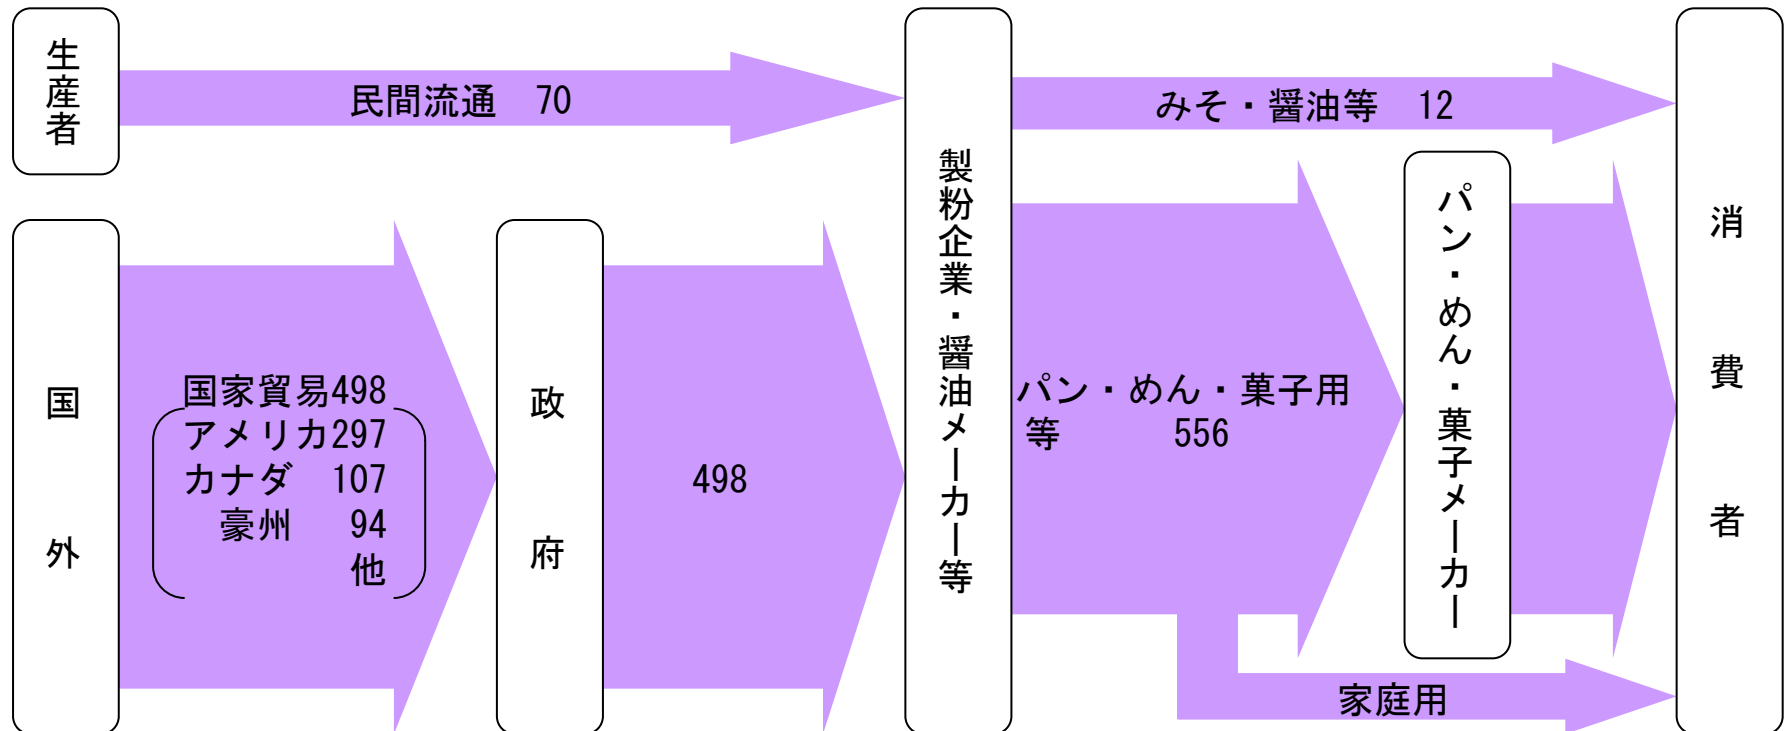 生産者
民間流通　70
国外
国家貿易498
アメリカ297
カナダ　107
豪州　94
他
政府
498
製粉企業・醤油メーカー等
みそ・醤油等　12
パン・めん・菓子用
等　　　556
パン・めん・菓子メーカー
家庭用
消費者